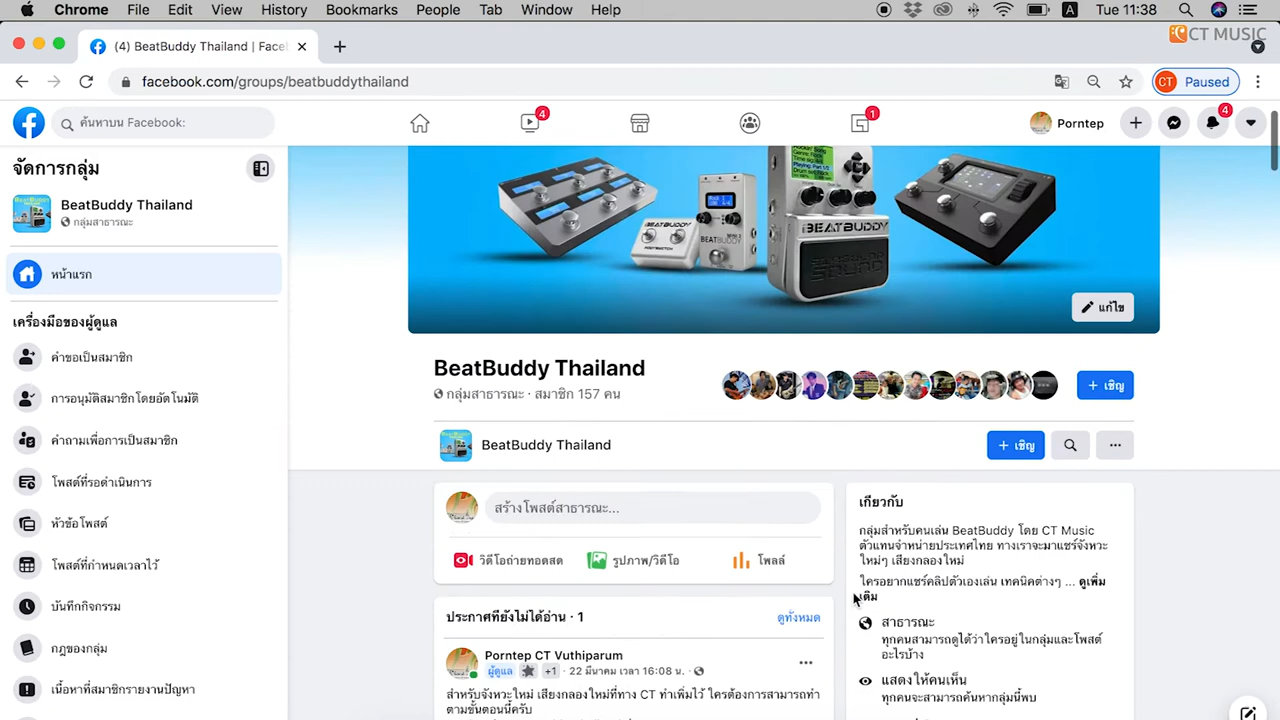 Chrome File Edit View History Bookmarks People Tab Window Help A Tue 11:38
CT MUSIC
(4) BeatBuddy Thailand | Facel
facebook.com/groups/beatbuddythailand
CT Paused
ค้นหาบน Facebook:
4
1
Porntep
4
จัดการกลุ่ม
BeatBuddy Thailand
กลุ่มสาธารณะ
หน้าแรก
เครื่องมือของผู้ดูแล
คำขอเป็นสมาชิก
การอนุมัติสมาชิกโดยอัตโนมัติ
คำถามเพื่อการเป็นสมาชิก
โพสต์ที่รอดำเนินการ
หัวข้อโพสต์
โพสต์ที่กำหนดเวลาไว้
บันทึกกิจกรรม
กฎของกลุ่ม
เนื้อหาที่สมาชิกรายงานปัญหา
BEATBUDDY
BEATBUDDY
SINGULAR SOUND
แก้ไข
BeatBuddy Thailand
กลุ่มสาธารณะ · สมาชิก 157 คน
+ เชิญ
BeatBuddy Thailand
+ เชิญ
สร้างโพสต์สาธารณะ...
วิดีโอถ่ายทอดสด รูปภาพ/วิดีโอ โพลล์
ประกาศที่ยังไม่ได้อ่าน · 1 ดูทั้งหมด
Porntep CT Vuthiparum
ผู้ดูแล +1 · 22 มีนาคม เวลา 16:08 น. ·
สำหรับจังหวะใหม่ เสียงกลองใหม่ที่ทาง CT ทำเพิ่มไว้ ใครต้องการสามารถทำ
ตามขั้นตอนนี้ครับ
เกี่ยวกับ
กลุ่มสำหรับคนเล่น BeatBuddy โดย CT Music
ตัวแทนจำหน่ายประเทศไทย ทางเราจะมาแชร์จังหวะ
ใหม่ๆ เสียงกลองใหม่
ใครอยากแชร์คลิปตัวเองเล่น เทคนิคต่างๆ ... ดูเพิ่ม
เติม
สาธารณะ
ทุกคนสามารถดูได้ว่าใครอยู่ในกลุ่มและโพสต์
อะไรบ้าง
แสดงให้คนเห็น
ทุกคนจะสามารถค้นหากลุ่มนี้พบ